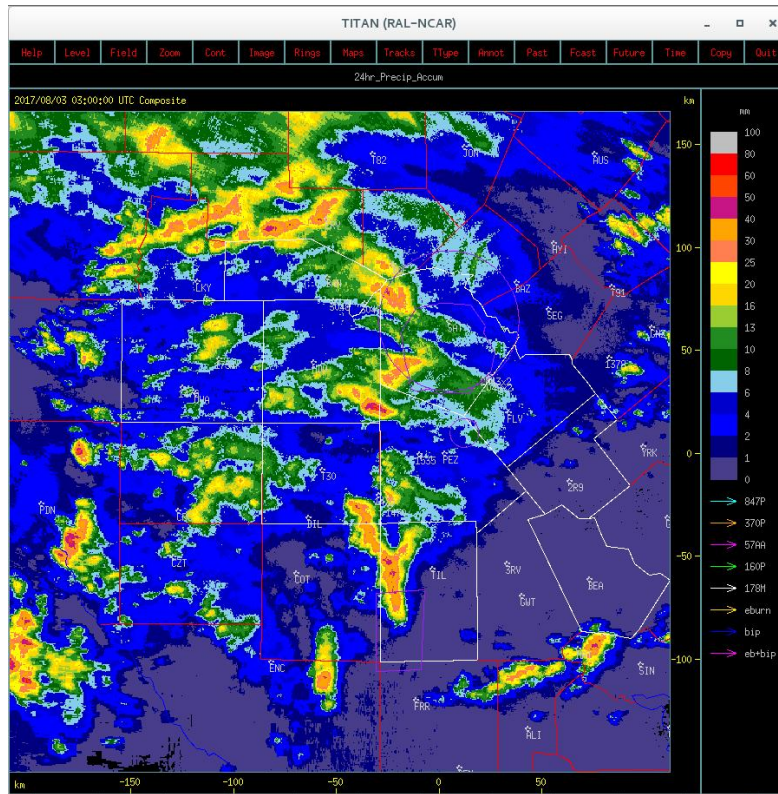 TITAN (RAL-NCAR)
Help Level Field Zoom Cont Image Rings Maps Tracks TType Annot Past Fcast Future Time Copy Quit
24hr_Precip_Accum
2017/08/03 03:00:00 UTC Composite
km
mm
100
80
60
50
40
30
25
20
16
13
10
8
6
4
2
1
0
150
100
50
0
-50
-100
T82
AUS
HYI
LKY
BAZ
T91
SEG
SAT
FLV
PEZ
YRK
2R9
T30
PDN
DIL
CZT
COT
TIL
3RV
GWT
BEA
ENC
SIN
FRR
ALI
847P
370P
57AA
160P
178M
eburn
bip
eb+bip
km
-150
-100
-50
0
50